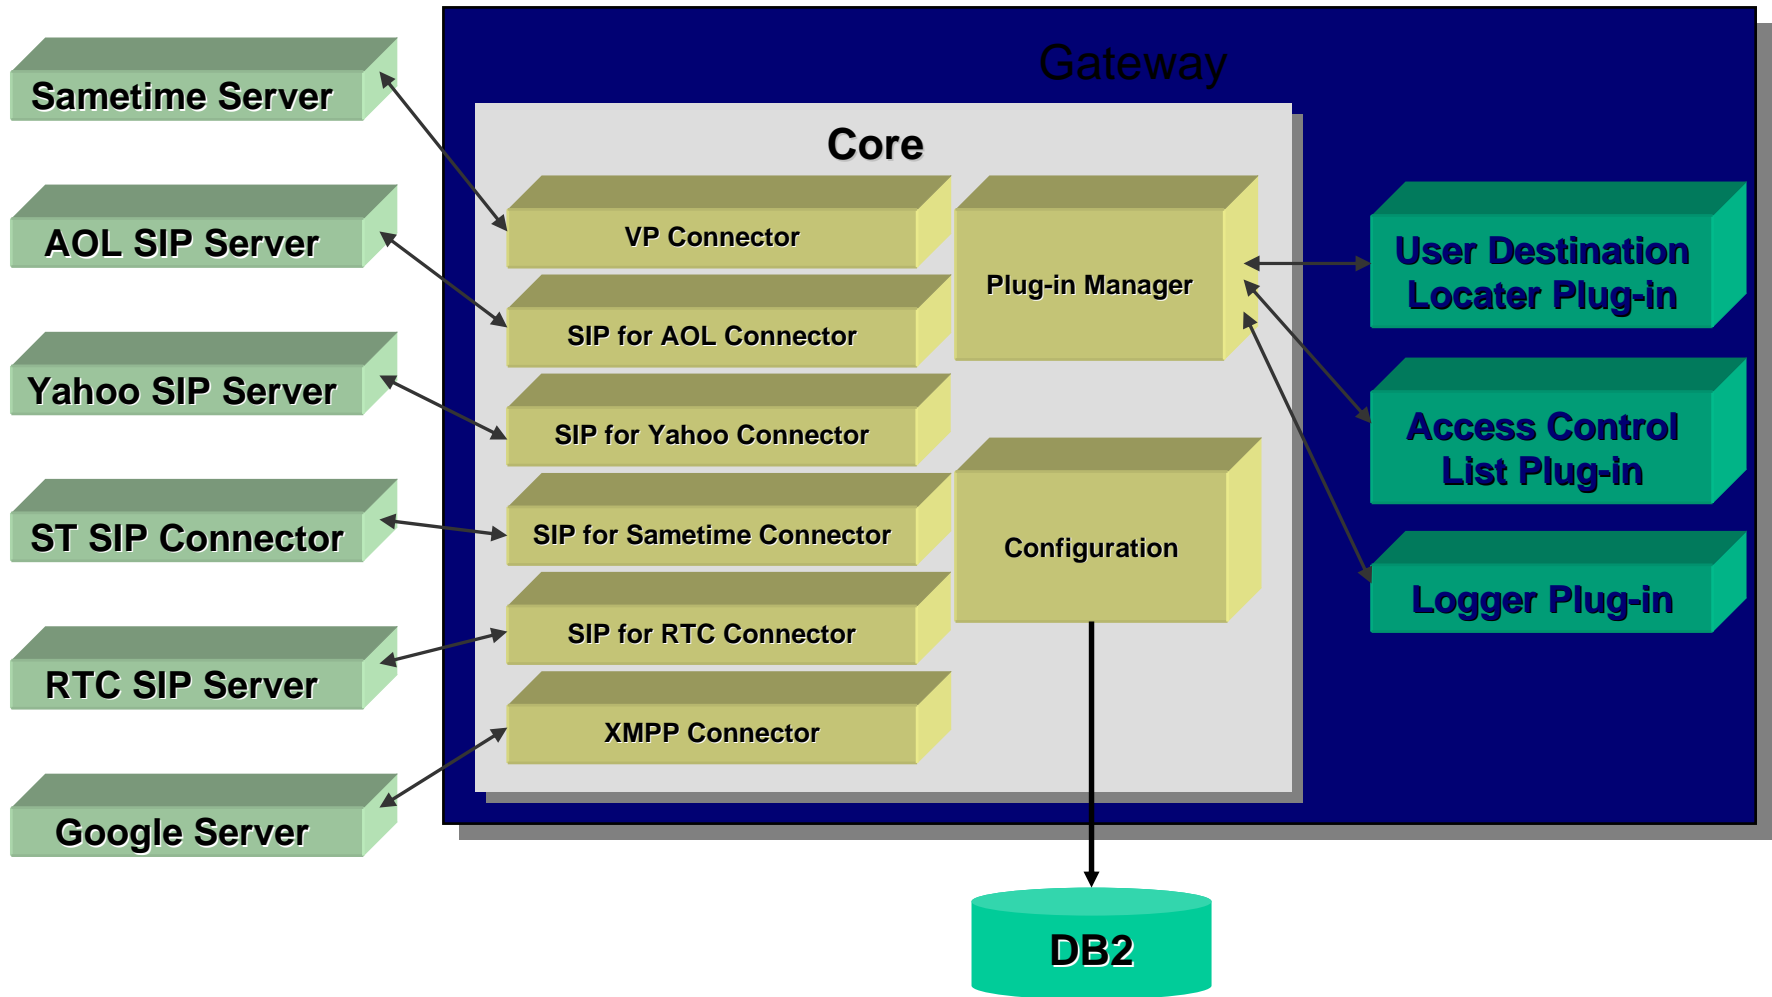 Gateway
Core
Sametime Server
AOL SIP Server
Yahoo SIP Server
ST SIP Connector
RTC SIP Server
Google Server
VP Connector
SIP for AOL Connector
SIP for Yahoo Connector
SIP for Sametime Connector
SIP for RTC Connector
XMPP Connector
Plug-in Manager
Configuration
User Destination
Locater Plug-in
Access Control
List Plug-in
Logger Plug-in
DB2